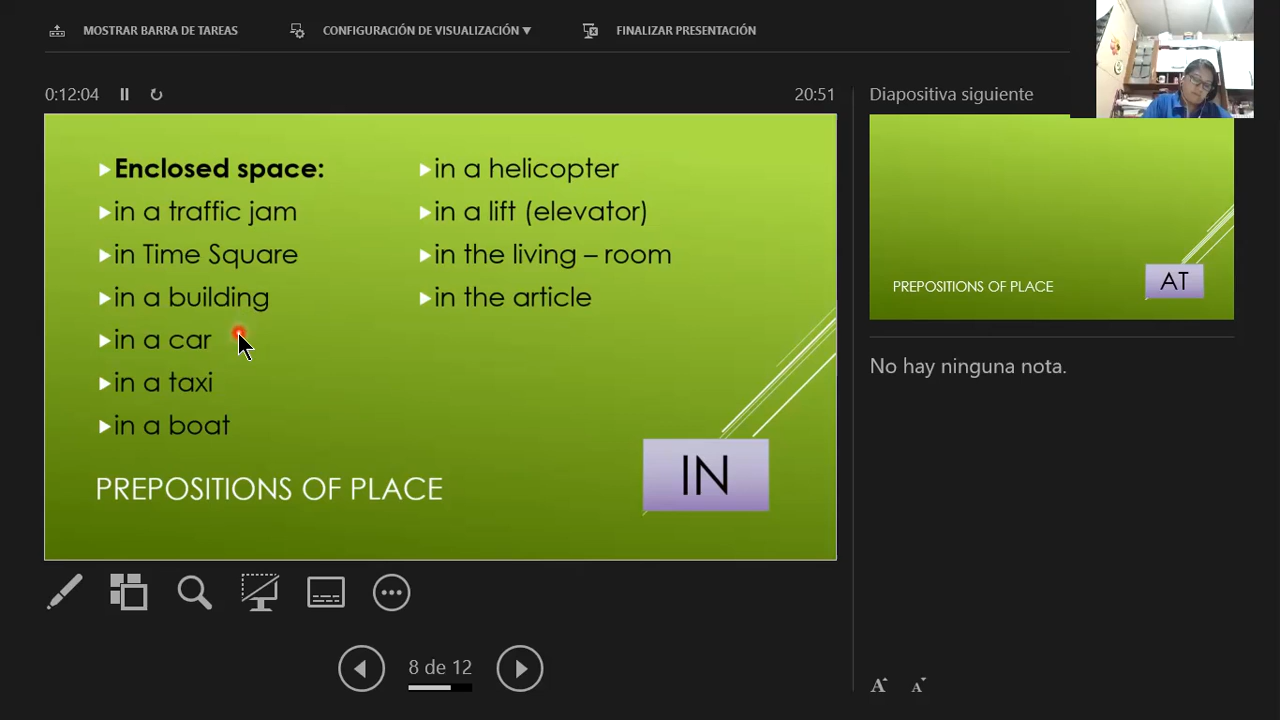 MOSTRAR BARRA DE TAREAS
CONFIGURACIÓN DE VISUALIZACIÓN ▼
FINALIZAR PRESENTACIÓN
0:12:04
20:51
Diapositiva siguiente
Enclosed space:
in a traffic jam
in Time Square
in a building
in a car
in a taxi
in a boat
in a helicopter
in a lift (elevator)
in the living – room
in the article
PREPOSITIONS OF PLACE
IN
PREPOSITIONS OF PLACE
AT
No hay ninguna nota.
8 de 12
A A